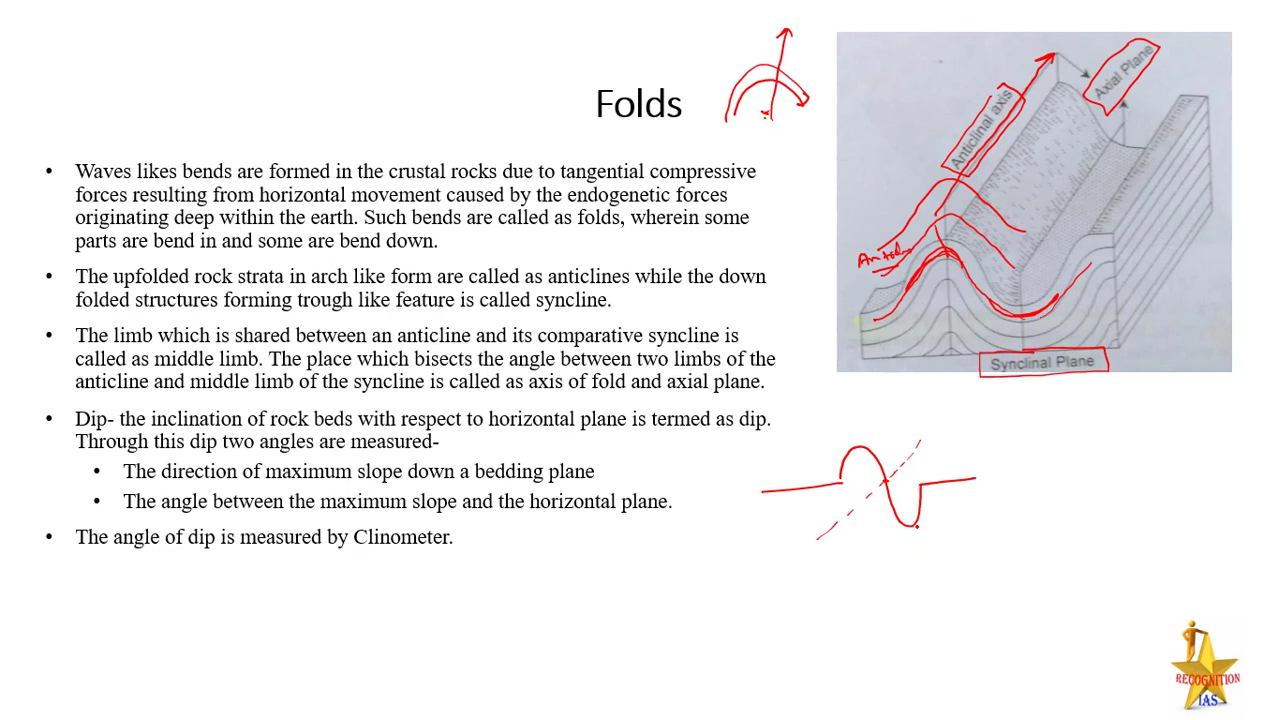 Folds
• Waves likes bends are formed in the crustal rocks due to tangential compressive
forces resulting from horizontal movement caused by the endogenetic forces
originating deep within the earth. Such bends are called as folds, wherein some
parts are bend in and some are bend down.
• The upfolded rock strata in arch like form are called as anticlines while the down
folded structures forming trough like feature is called syncline.
• The limb which is shared between an anticline and its comparative syncline is
called as middle limb. The place which bisects the angle between two limbs of the
anticline and middle limb of the syncline is called as axis of fold and axial plane.
• Dip- the inclination of rock beds with respect to horizontal plane is termed as dip.
Through this dip two angles are measured-
• The direction of maximum slope down a bedding plane
• The angle between the maximum slope and the horizontal plane.
• The angle of dip is measured by Clinometer.
Anticlinal axis
Axial Plane
Synclinal Plane
RECOGNITION
IAS